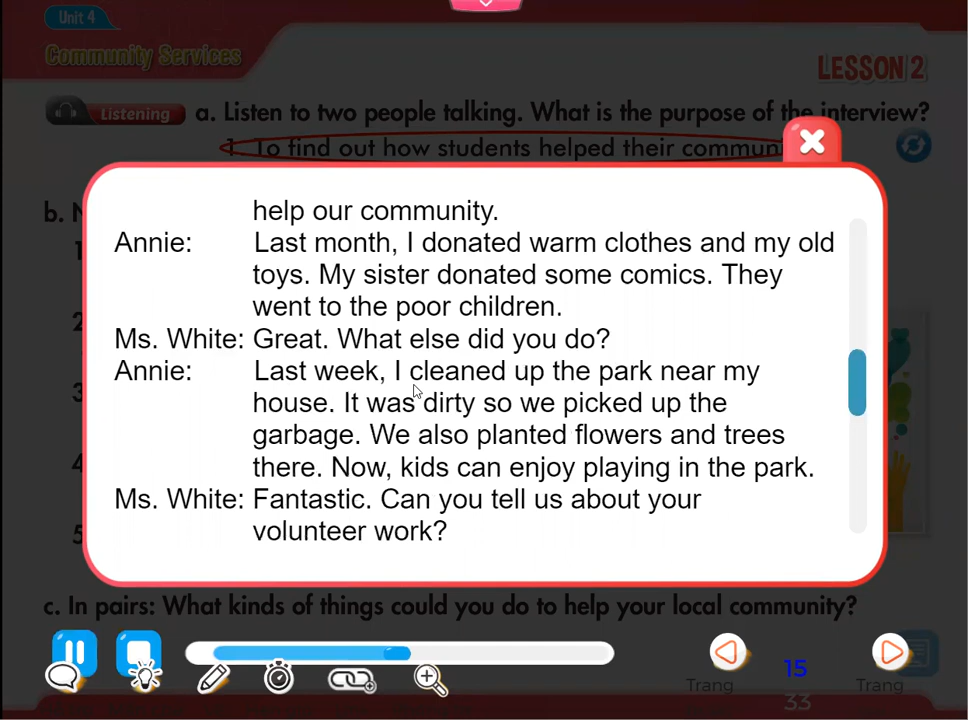 Unit 4
Community Services
LESSON 2
Listening
a. Listen to two people talking. What is the purpose of the interview?
1. To find out how students helped their commun
b. N
1
2
3
4
5
help our community.
Annie: Last month, I donated warm clothes and my old
toys. My sister donated some comics. They
went to the poor children.
Ms. White: Great. What else did you do?
Annie: Last week, I cleaned up the park near my
house. It was dirty so we picked up the
garbage. We also planted flowers and trees
there. Now, kids can enjoy playing in the park.
Ms. White: Fantastic. Can you tell us about your
volunteer work?
c. In pairs: What kinds of things could you do to help your local community?
Trang
15
33
Trang